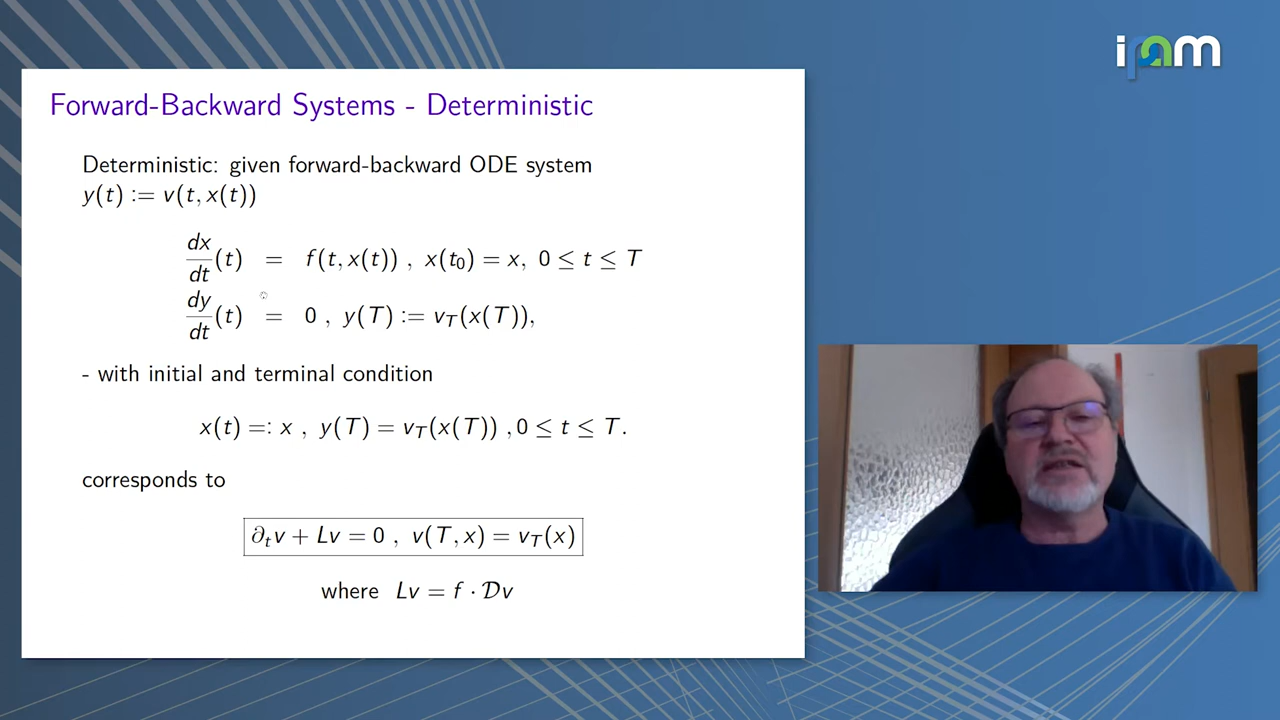 ipam
Forward-Backward Systems - Deterministic
Deterministic: given forward-backward ODE system
y(t) := v(t, x(t))
dx/dt (t) = f(t, x(t)) , x(t₀) = x, 0 ≤ t ≤ T
dy/dt (t) = 0 , y(T) := v_T(x(T)),
- with initial and terminal condition
x(t) =: x , y(T) = v_T(x(T)) , 0 ≤ t ≤ T.
corresponds to
∂_t v + Lv = 0 , v(T, x) = v_T(x)
where Lv = f · 𝒟v